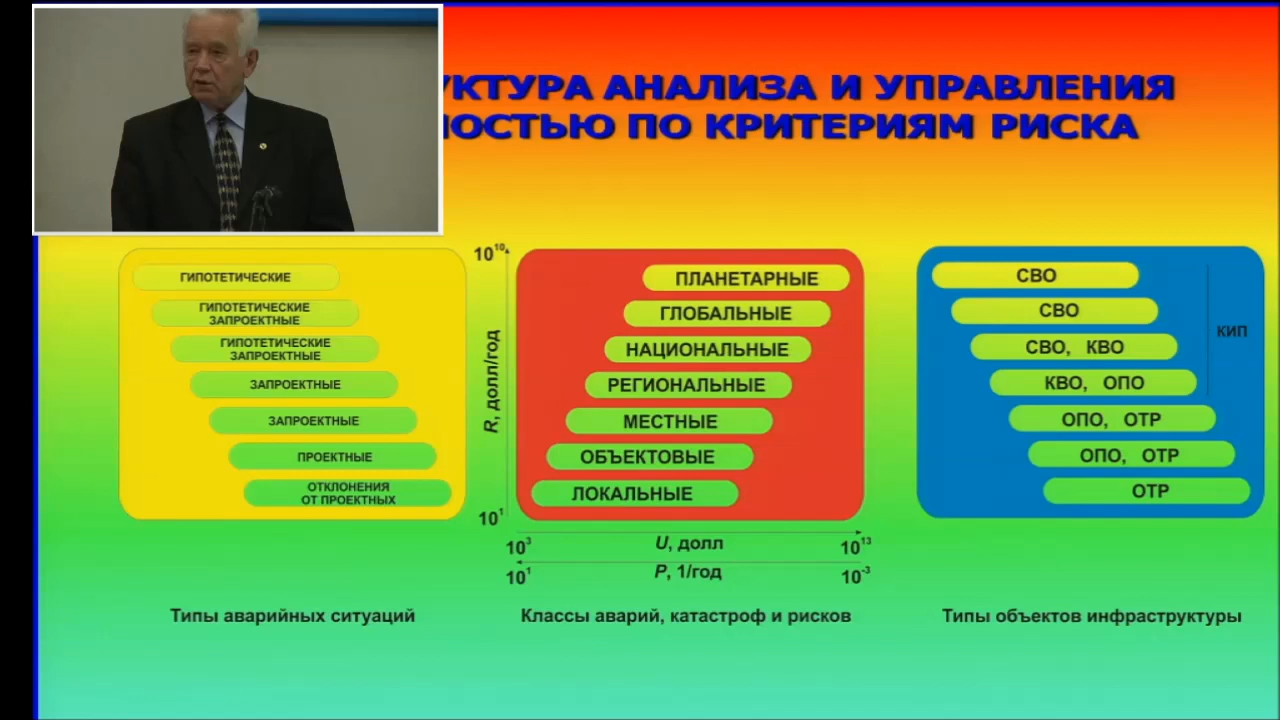 УКТУРА АНАЛИЗА И УПРАВЛЕНИЯ
НОСТЬЮ ПО КРИТЕРИЯМ РИСКА
ГИПОТЕТИЧЕСКИЕ
ГИПОТЕТИЧЕСКИЕ
ЗАПРОЕКТНЫЕ
ГИПОТЕТИЧЕСКИЕ
ЗАПРОЕКТНЫЕ
ЗАПРОЕКТНЫЕ
ЗАПРОЕКТНЫЕ
ПРОЕКТНЫЕ
ОТКЛОНЕНИЯ
ОТ ПРОЕКТНЫХ
Типы аварийных ситуаций
10¹⁰
R, долл/год
10¹
ПЛАНЕТАРНЫЕ
ГЛОБАЛЬНЫЕ
НАЦИОНАЛЬНЫЕ
РЕГИОНАЛЬНЫЕ
МЕСТНЫЕ
ОБЪЕКТОВЫЕ
ЛОКАЛЬНЫЕ
10³ U, долл 10¹³
10¹ P, 1/год 10⁻³
Классы аварий, катастроф и рисков
СВО
СВО
СВО, КВО
КВО, ОПО
ОПО, ОТР
ОПО, ОТР
ОТР
КИП
Типы объектов инфраструктуры